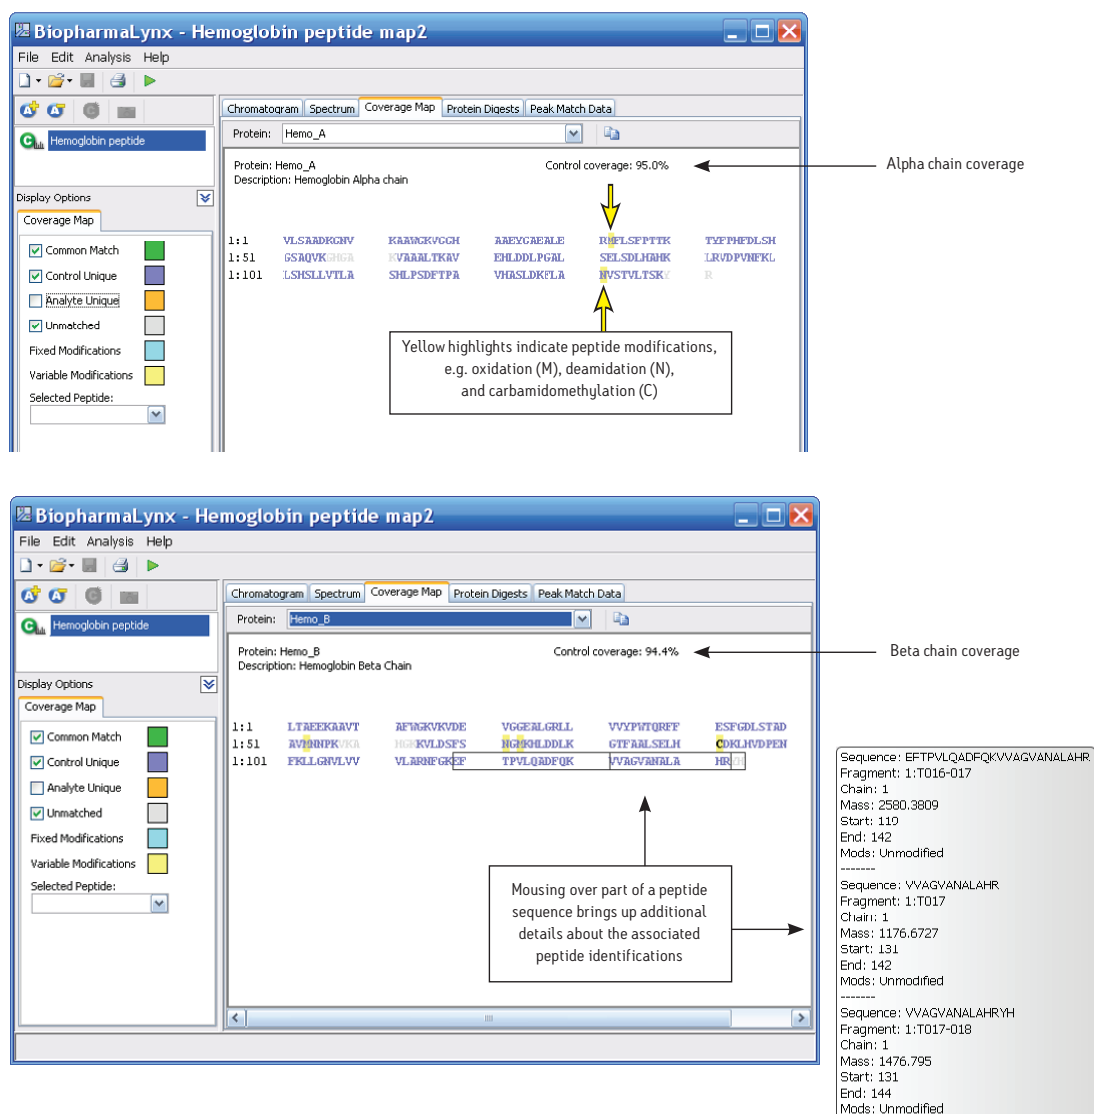 BiopharmaLynx - Hemoglobin peptide map2
File Edit Analysis Help
Chromatogram Spectrum Coverage Map Protein Digests Peak Match Data
Protein: Hemo_A
Hemoglobin peptide
Protein: Hemo_A Control coverage: 95.0%
Description: Hemoglobin Alpha chain
Alpha chain coverage
Display Options
Coverage Map
Common Match
Control Unique
Analyte Unique
Unmatched
Fixed Modifications
Variable Modifications
Selected Peptide:
1:1 VLSAADKGNV KAAWGKVGGH AAEYGAEALE RMFLSFPTTK TYFPHFDLSH
1:51 GSAQVKGHGA KVAAALTKAV EHLDDLPGAL SELSDLHAHK LRVDPVNFKL
1:101 LSHSLLVTLA SHLPSDFTPA VHASLDKFLA NVSTVLTSKY R
Yellow highlights indicate peptide modifications,
e.g. oxidation (M), deamidation (N),
and carbamidomethylation (C)
BiopharmaLynx - Hemoglobin peptide map2
File Edit Analysis Help
Chromatogram Spectrum Coverage Map Protein Digests Peak Match Data
Protein: Hemo_B
Hemoglobin peptide
Protein: Hemo_B Control coverage: 94.4%
Description: Hemoglobin Beta Chain
Beta chain coverage
Display Options
Coverage Map
Common Match
Control Unique
Analyte Unique
Unmatched
Fixed Modifications
Variable Modifications
Selected Peptide:
1:1 LTAEEKAAVT AFWGKVKVDE VGGEALGRLL VVYPWTQRFF ESFGDLSTAD
1:51 AVMNNPKVKA HGKKVLDSFS NGMKHLDDLK GTFAALSELH CDKLHVDPEN
1:101 FKLLGNVLVV VLARNFGKEF TPVLQADFQK VVAGVANALA HRYH
Mousing over part of a peptide
sequence brings up additional
details about the associated
peptide identifications
Sequence: EFTPVLQADFQKVVAGVANALAHR
Fragment: 1:T016-017
Chain: 1
Mass: 2580.3809
Start: 119
End: 142
Mods: Unmodified
-------
Sequence: VVAGVANALAHR
Fragment: 1:T017
Chain: 1
Mass: 1176.6727
Start: 131
End: 142
Mods: Unmodified
-------
Sequence: VVAGVANALAHRYH
Fragment: 1:T017-018
Chain: 1
Mass: 1476.795
Start: 131
End: 144
Mods: Unmodified